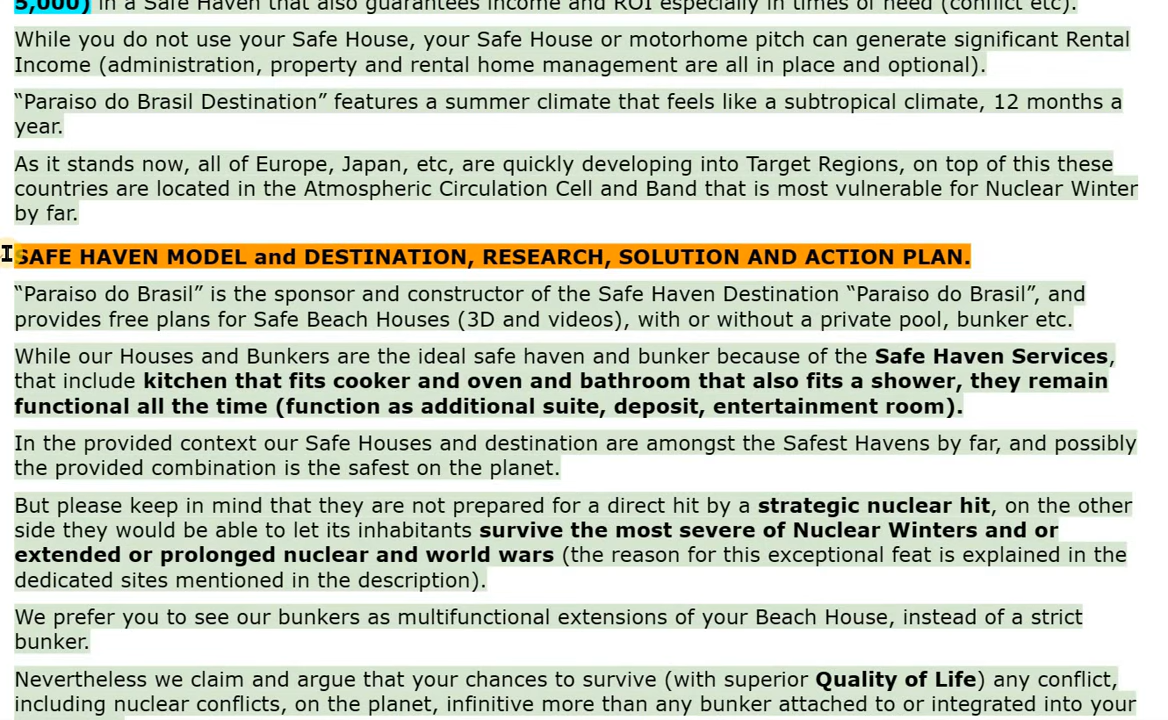 5,000) in a Safe Haven that also guarantees income and ROI especially in times of need (conflict etc).
While you do not use your Safe House, your Safe House or motorhome pitch can generate significant Rental
Income (administration, property and rental home management are all in place and optional).
“Paraiso do Brasil Destination” features a summer climate that feels like a subtropical climate, 12 months a
year.
As it stands now, all of Europe, Japan, etc, are quickly developing into Target Regions, on top of this these
countries are located in the Atmospheric Circulation Cell and Band that is most vulnerable for Nuclear Winter
by far.
SAFE HAVEN MODEL and DESTINATION, RESEARCH, SOLUTION AND ACTION PLAN.
“Paraiso do Brasil” is the sponsor and constructor of the Safe Haven Destination “Paraiso do Brasil”, and
provides free plans for Safe Beach Houses (3D and videos), with or without a private pool, bunker etc.
While our Houses and Bunkers are the ideal safe haven and bunker because of the Safe Haven Services,
that include kitchen that fits cooker and oven and bathroom that also fits a shower, they remain
functional all the time (function as additional suite, deposit, entertainment room).
In the provided context our Safe Houses and destination are amongst the Safest Havens by far, and possibly
the provided combination is the safest on the planet.
But please keep in mind that they are not prepared for a direct hit by a strategic nuclear hit, on the other
side they would be able to let its inhabitants survive the most severe of Nuclear Winters and or
extended or prolonged nuclear and world wars (the reason for this exceptional feat is explained in the
dedicated sites mentioned in the description).
We prefer you to see our bunkers as multifunctional extensions of your Beach House, instead of a strict
bunker.
Nevertheless we claim and argue that your chances to survive (with superior Quality of Life) any conflict,
including nuclear conflicts, on the planet, infinitive more than any bunker attached to or integrated into your